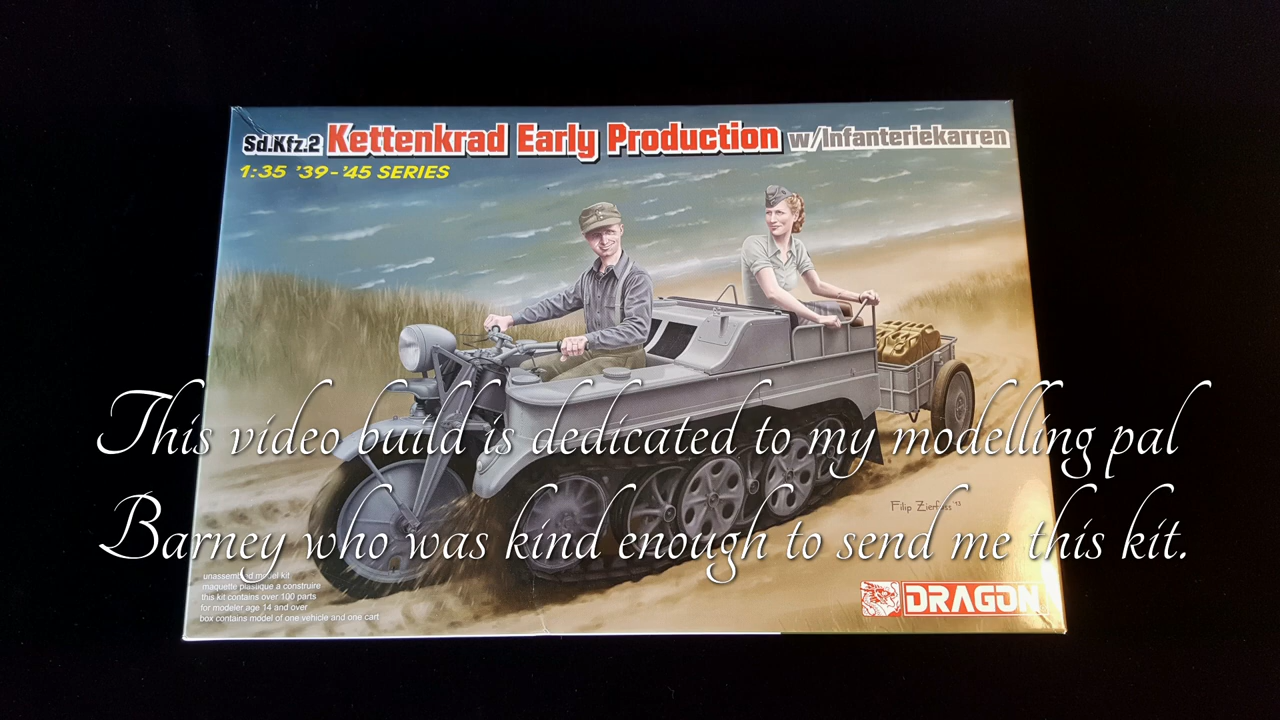 Sd.Kfz.2 Kettenkrad Early Production w/Infanteriekarren
1:35 '39-'45 SERIES
This video build is dedicated to my modelling pal
Barney who was kind enough to send me this kit.
Filip Zierfuss '13
unassembled model kit
maquette plastique a construire
this kit contains over 100 parts
for modeler age 14 and over
box contains model of one vehicle and one cart
DRAGON